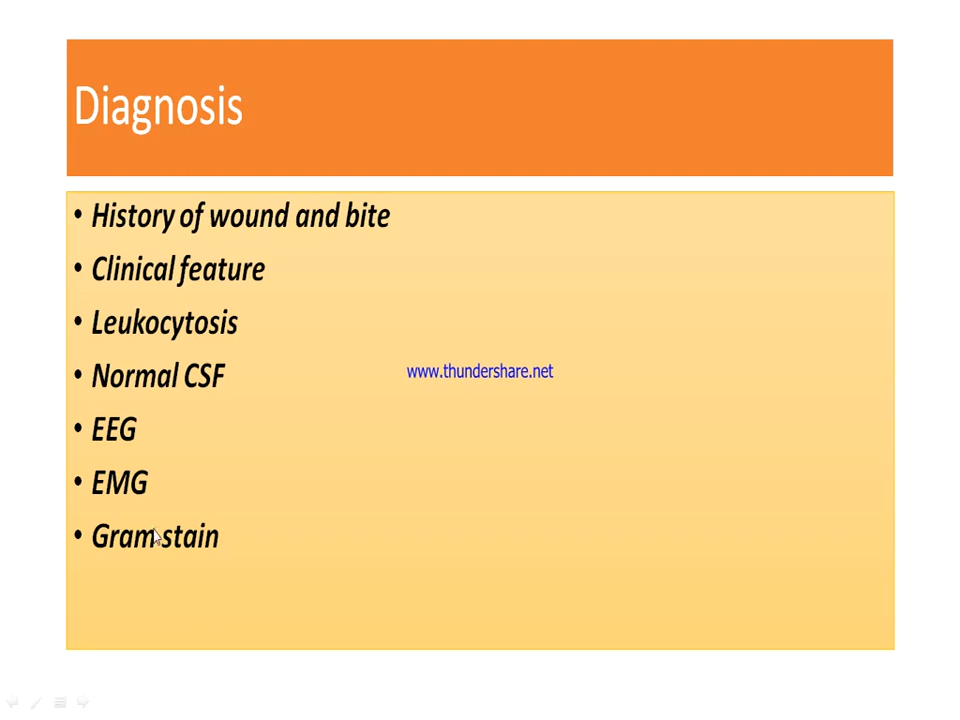 Diagnosis
• History of wound and bite
• Clinical feature
• Leukocytosis
• Normal CSF
www.thundershare.net
• EEG
• EMG
• Gram stain